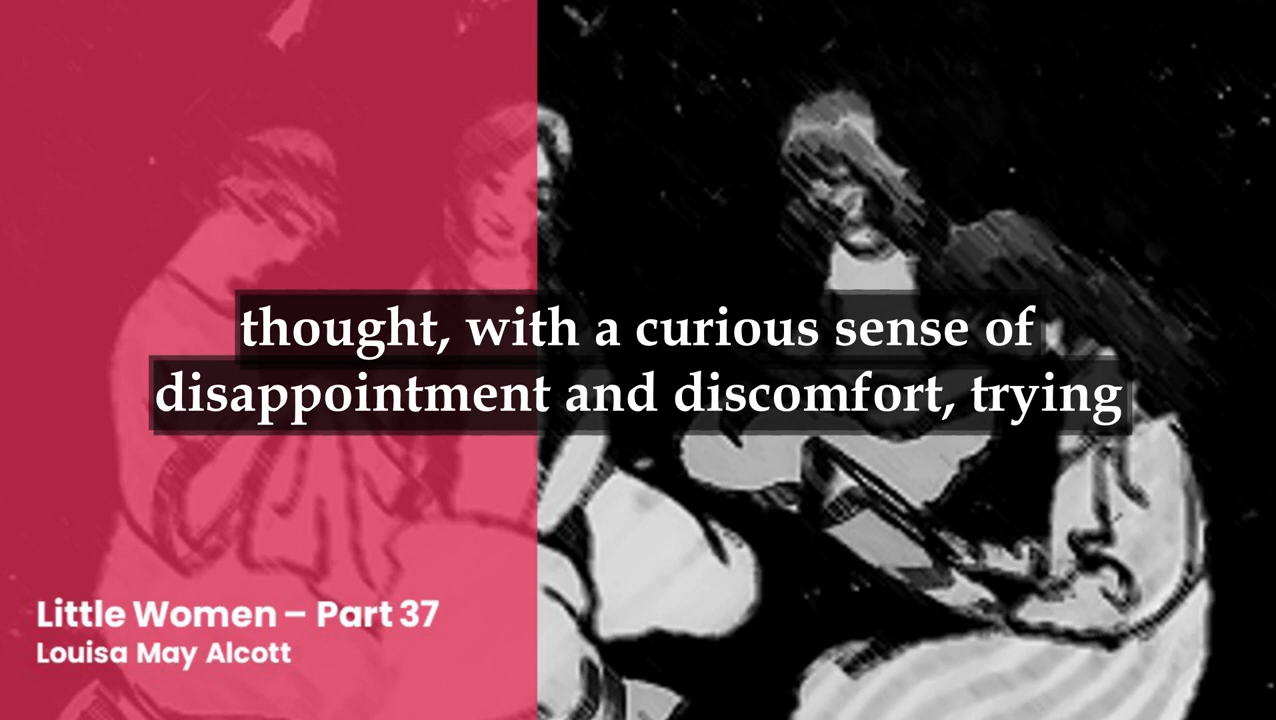 thought, with a curious sense of
disappointment and discomfort, trying
Little Women – Part 37
Louisa May Alcott